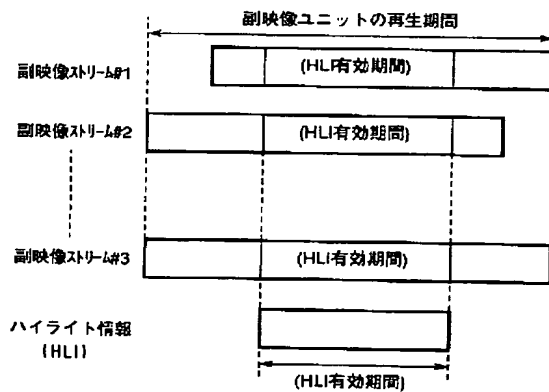 副映像ユニットの再生期間
副映像ストリーム#1
(HLI有効期間)
副映像ストリーム#2
(HLI有効期間)
副映像ストリーム#3
(HLI有効期間)
ハイライト情報
(HLI)
(HLI有効期間)